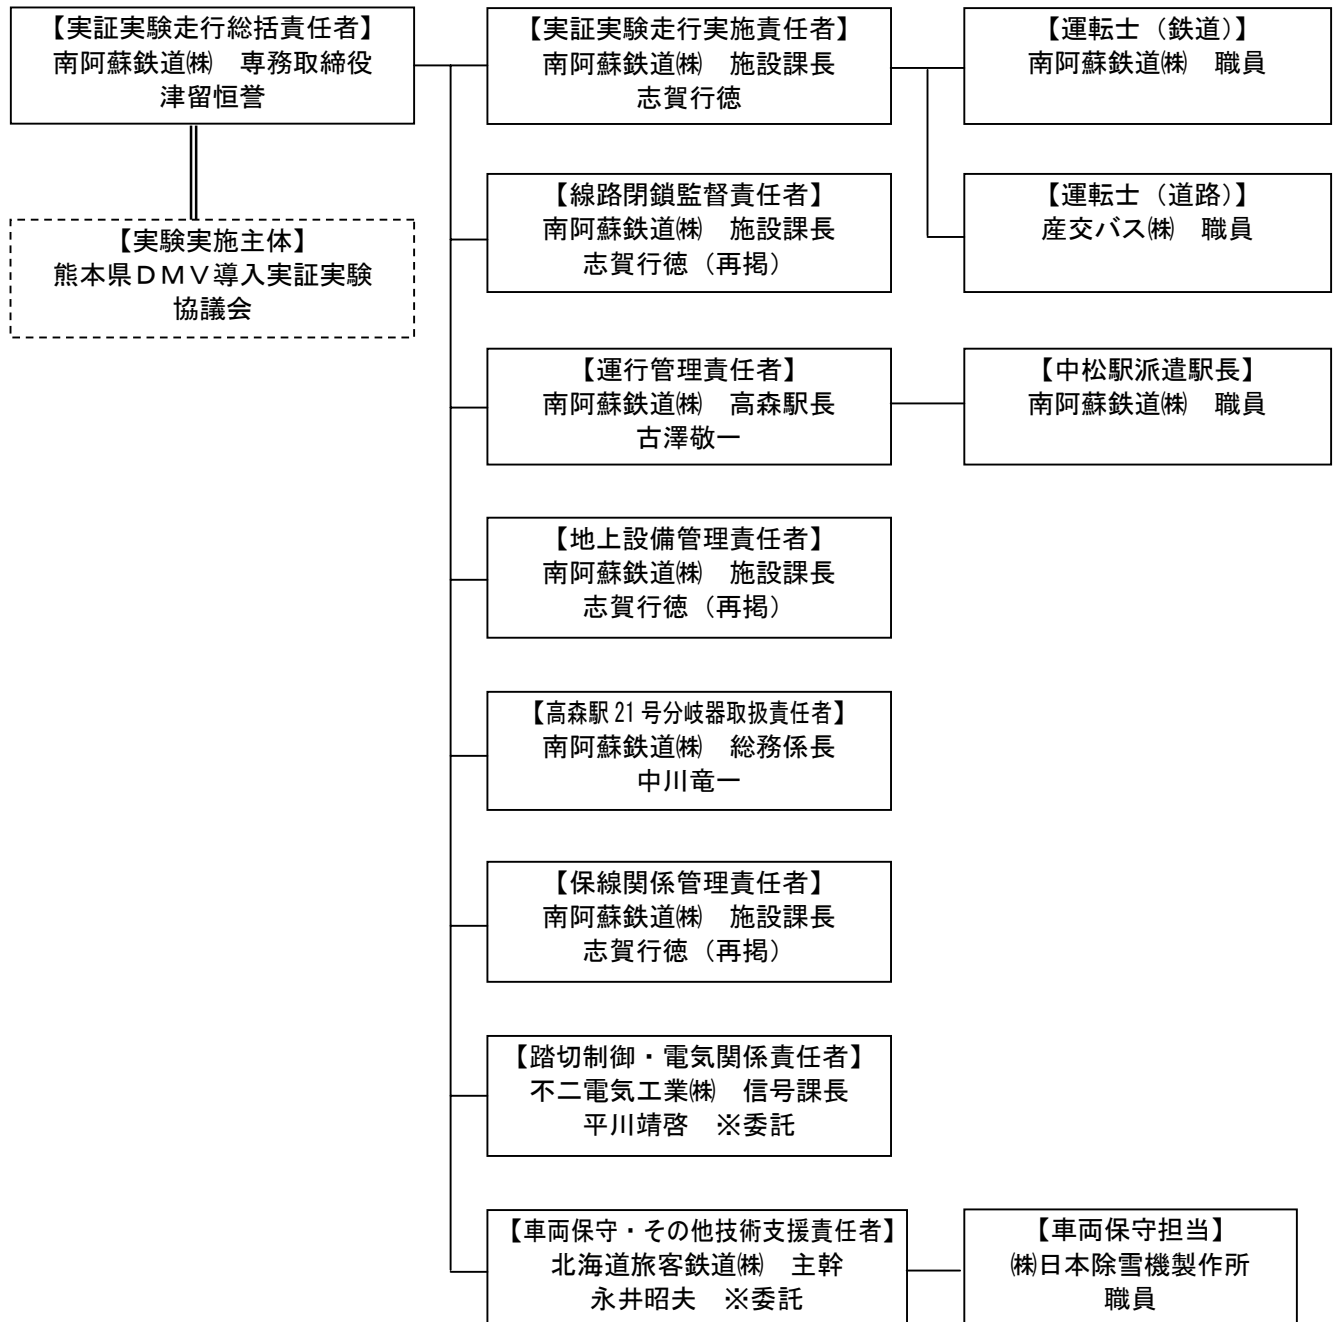 【実証実験走行総括責任者】
南阿蘇鉄道㈱　専務取締役
津留恒誉
【実験実施主体】
熊本県ＤＭＶ導入実証実験
協議会
【実証実験走行実施責任者】
南阿蘇鉄道㈱　施設課長
志賀行徳
【運転士（鉄道）】
南阿蘇鉄道㈱　職員
【運転士（道路）】
産交バス㈱　職員
【線路閉鎖監督責任者】
南阿蘇鉄道㈱　施設課長
志賀行徳（再掲）
【運行管理責任者】
南阿蘇鉄道㈱　高森駅長
古澤敬一
【中松駅派遣駅長】
南阿蘇鉄道㈱　職員
【地上設備管理責任者】
南阿蘇鉄道㈱　施設課長
志賀行徳（再掲）
【高森駅 21 号分岐器取扱責任者】
南阿蘇鉄道㈱　総務係長
中川竜一
【保線関係管理責任者】
南阿蘇鉄道㈱　施設課長
志賀行徳（再掲）
【踏切制御・電気関係責任者】
不二電気工業㈱　信号課長
平川靖啓　※委託
【車両保守・その他技術支援責任者】
北海道旅客鉄道㈱　主幹
永井昭夫　※委託
【車両保守担当】
㈱日本除雪機製作所
職員